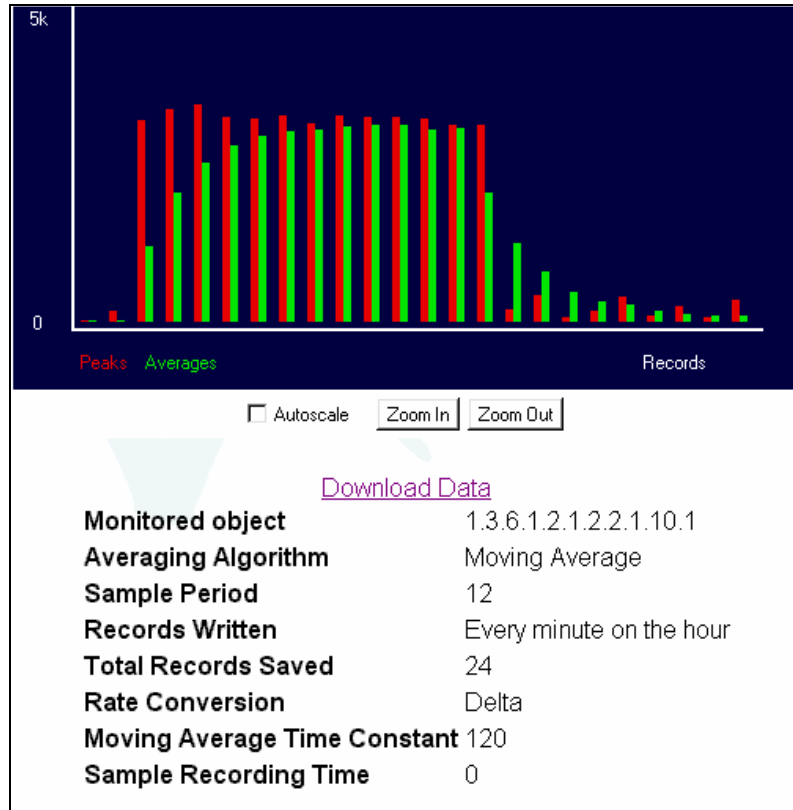 5k
0
Peaks Averages Records
Autoscale Zoom In Zoom Out
Download Data
Monitored object 1.3.6.1.2.1.2.2.1.10.1
Averaging Algorithm Moving Average
Sample Period 12
Records Written Every minute on the hour
Total Records Saved 24
Rate Conversion Delta
Moving Average Time Constant 120
Sample Recording Time 0